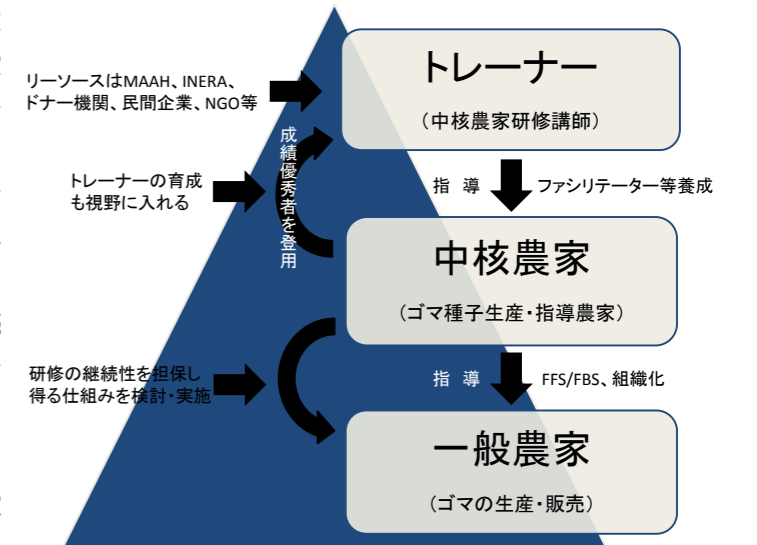 トレーナー
（中核農家研修講師）
リーソースはMAAH、INERA、
ドナー機関、民間企業、NGO等
成績優秀者を登用
トレーナーの育成
も視野に入れる
指　導
ファシリテーター等養成
中核農家
（ゴマ種子生産・指導農家）
研修の継続性を担保し
得る仕組みを検討・実施
指　導
FFS/FBS、組織化
一般農家
（ゴマの生産・販売）